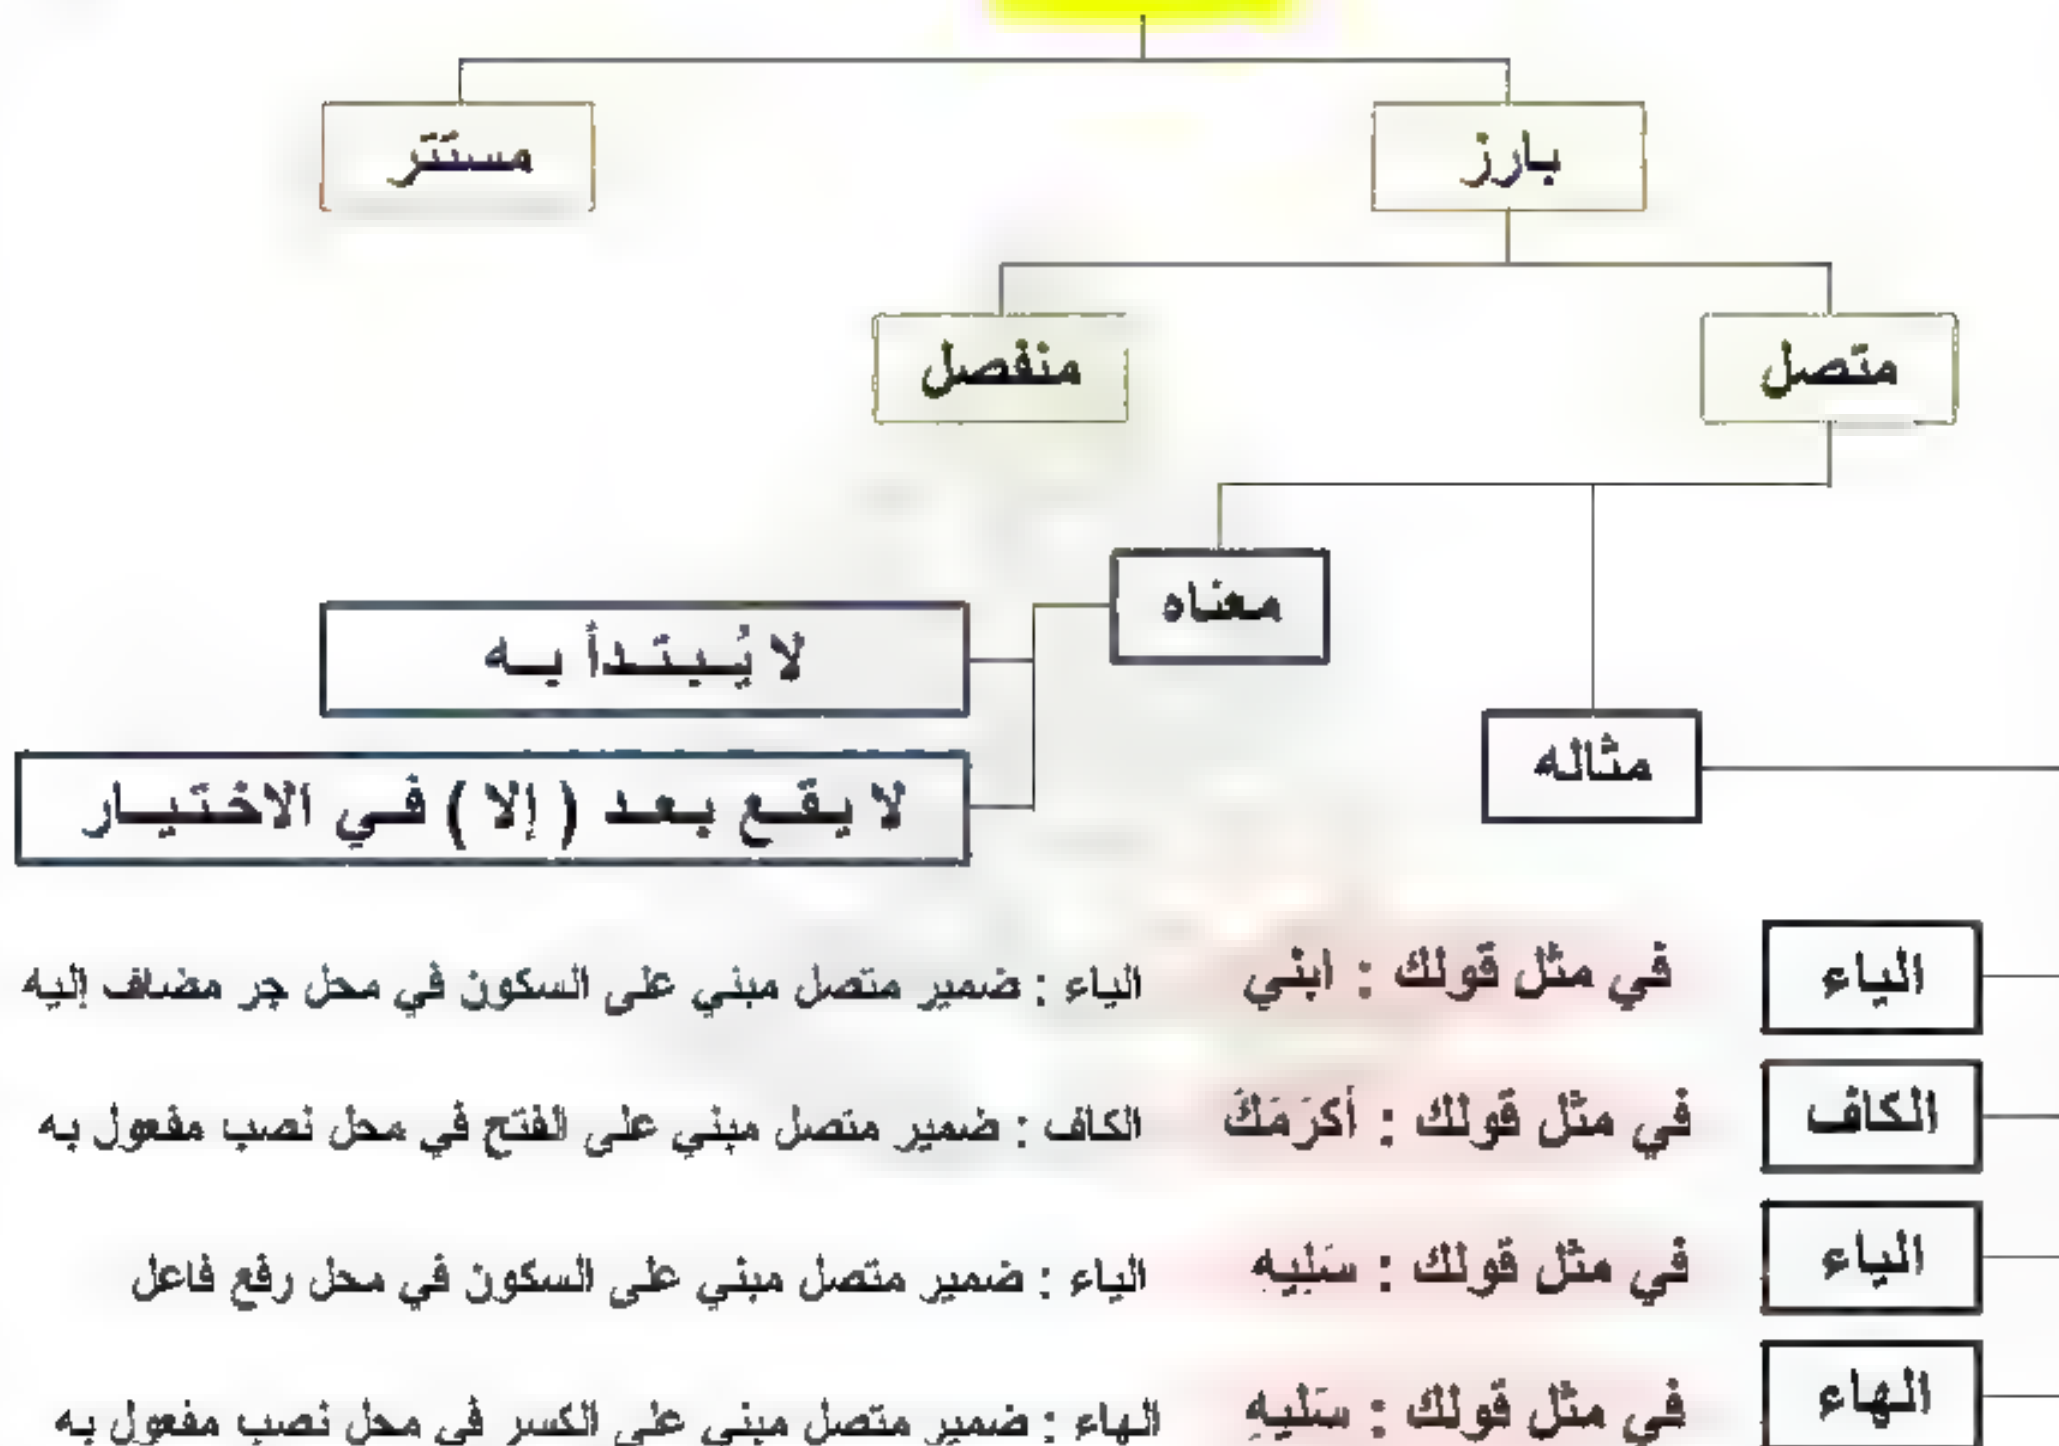 بارز
مستتر
متصل
منفصل
معناه
لا يُبتدأ به
مثاله
لا يقع بعد ( إلا ) في الاختيار
الياء
في مثل قولك : ابني
الياء : ضمير متصل مبني على السكون في محل جر مضاف إليه
الكاف
في مثل قولك : أكرَمَكَ
الكاف : ضمير متصل مبني على الفتح في محل نصب مفعول به
الياء
في مثل قولك : سَلِيهِ
الياء : ضمير متصل مبني على السكون في محل رفع فاعل
الهاء
في مثل قولك : سَليهِ
الهاء : ضمير متصل مبني على الكسر في محل نصب مفعول به